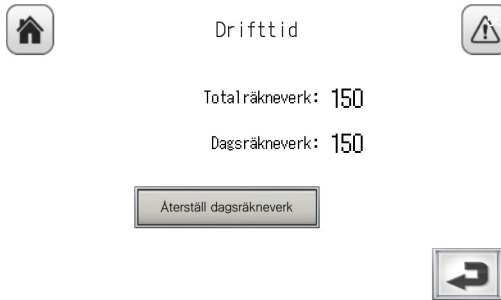 Drifttid
Totalräkneverk: 150
Dagsräkneverk: 150
Återställ dagsräkneverk